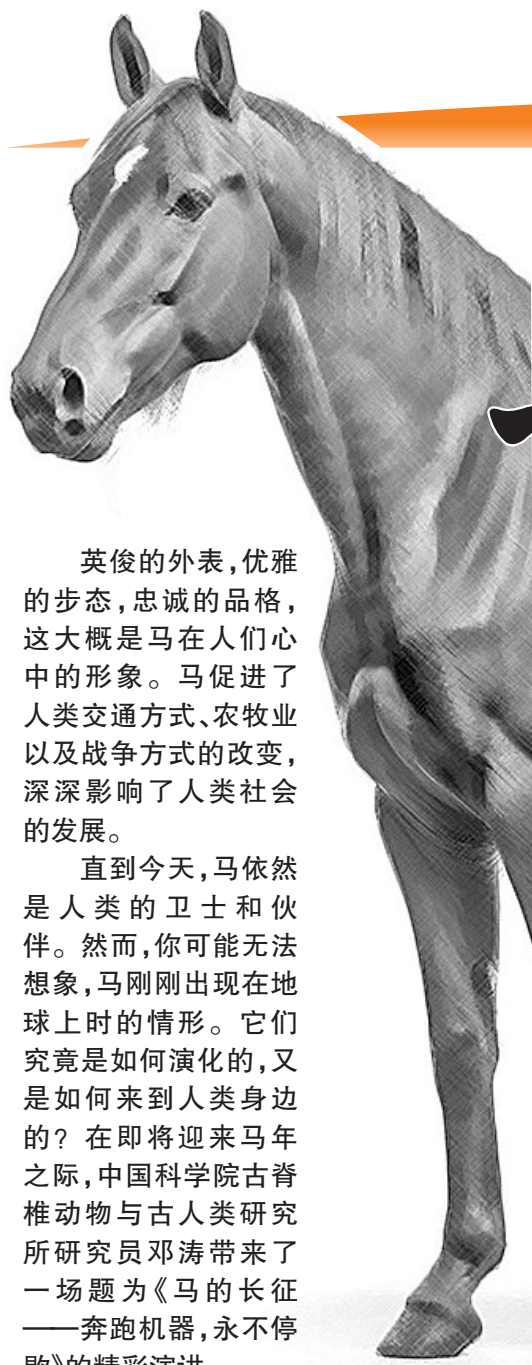 英俊的外表，优雅
的步态，忠诚的品格，
这大概是马在人们心
中的形象。马促进了
人类交通方式、农牧业
以及战争方式的改变，
深深影响了人类社会
的发展。
直到今天，马依然
是人类的卫士和伙
伴。然而，你可能无法
想象，马刚刚出现在地
球上时的情形。它们
究竟是如何演化的，又
是如何来到人类身边
的？在即将迎来马年
之际，中国科学院古脊
椎动物与古人类研究
所研究员邓涛带来了
一场题为《马的长征
——奔跑机器，永不停
歇》的精彩演讲